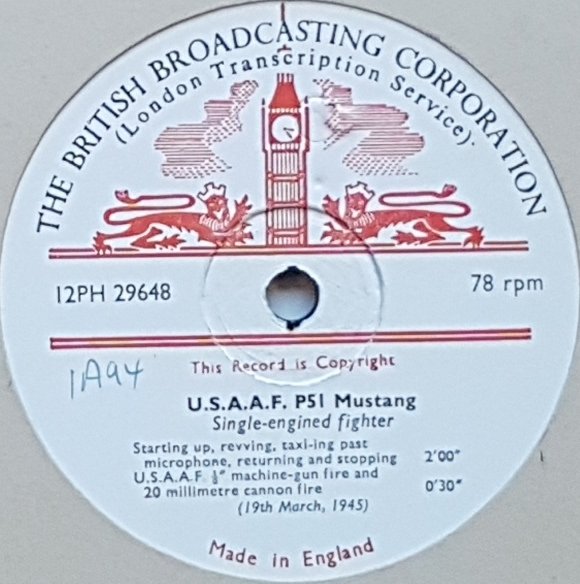 THE BRITISH BROADCASTING CORPORATION
(London Transcription Service)
12PH 29648
78 rpm
This Record is Copyright
1A94
U.S.A.A.F. P51 Mustang
Single-engined fighter
Starting up, revving, taxi-ing past
microphone, returning and stopping 2'00"
U.S.A.A.F. ½" machine-gun fire and
20 millimetre cannon fire 0'30"
(19th March, 1945)
Made in England